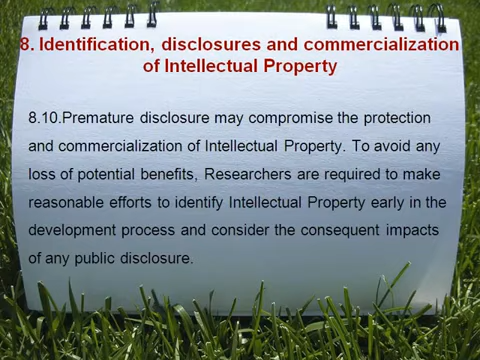 8. Identification, disclosures and commercialization
of Intellectual Property
8.10.Premature disclosure may compromise the protection
and commercialization of Intellectual Property. To avoid any
loss of potential benefits, Researchers are required to make
reasonable efforts to identify Intellectual Property early in the
development process and consider the consequent impacts
of any public disclosure.